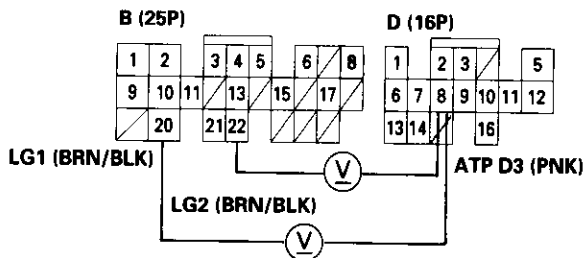 B (25P)
D (16P)
1 2 3 4 5 6 8
9 10 11 13 15 17
20 21 22
1 2 3 5
6 7 8 9 10 11 12
13 14 16
LG1 (BRN/BLK)
V
ATP D3 (PNK)
LG2 (BRN/BLK)
V